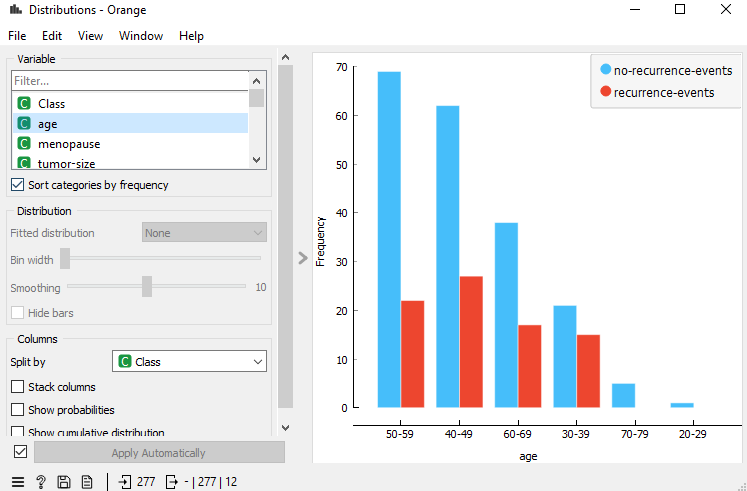 Distributions - Orange
File Edit View Window Help
Variable
Filter...
C Class
C age
C menopause
C tumor-size
Sort categories by frequency
Distribution
Fitted distribution None
Bin width
Smoothing 10
Hide bars
Columns
Split by C Class
Stack columns
Show probabilities
Show cumulative distribution
Apply Automatically
? 277 - | 277 | 12
no-recurrence-events
recurrence-events
Frequency
70
60
50
40
30
20
10
0
50-59 40-49 60-69 30-39 70-79 20-29
age